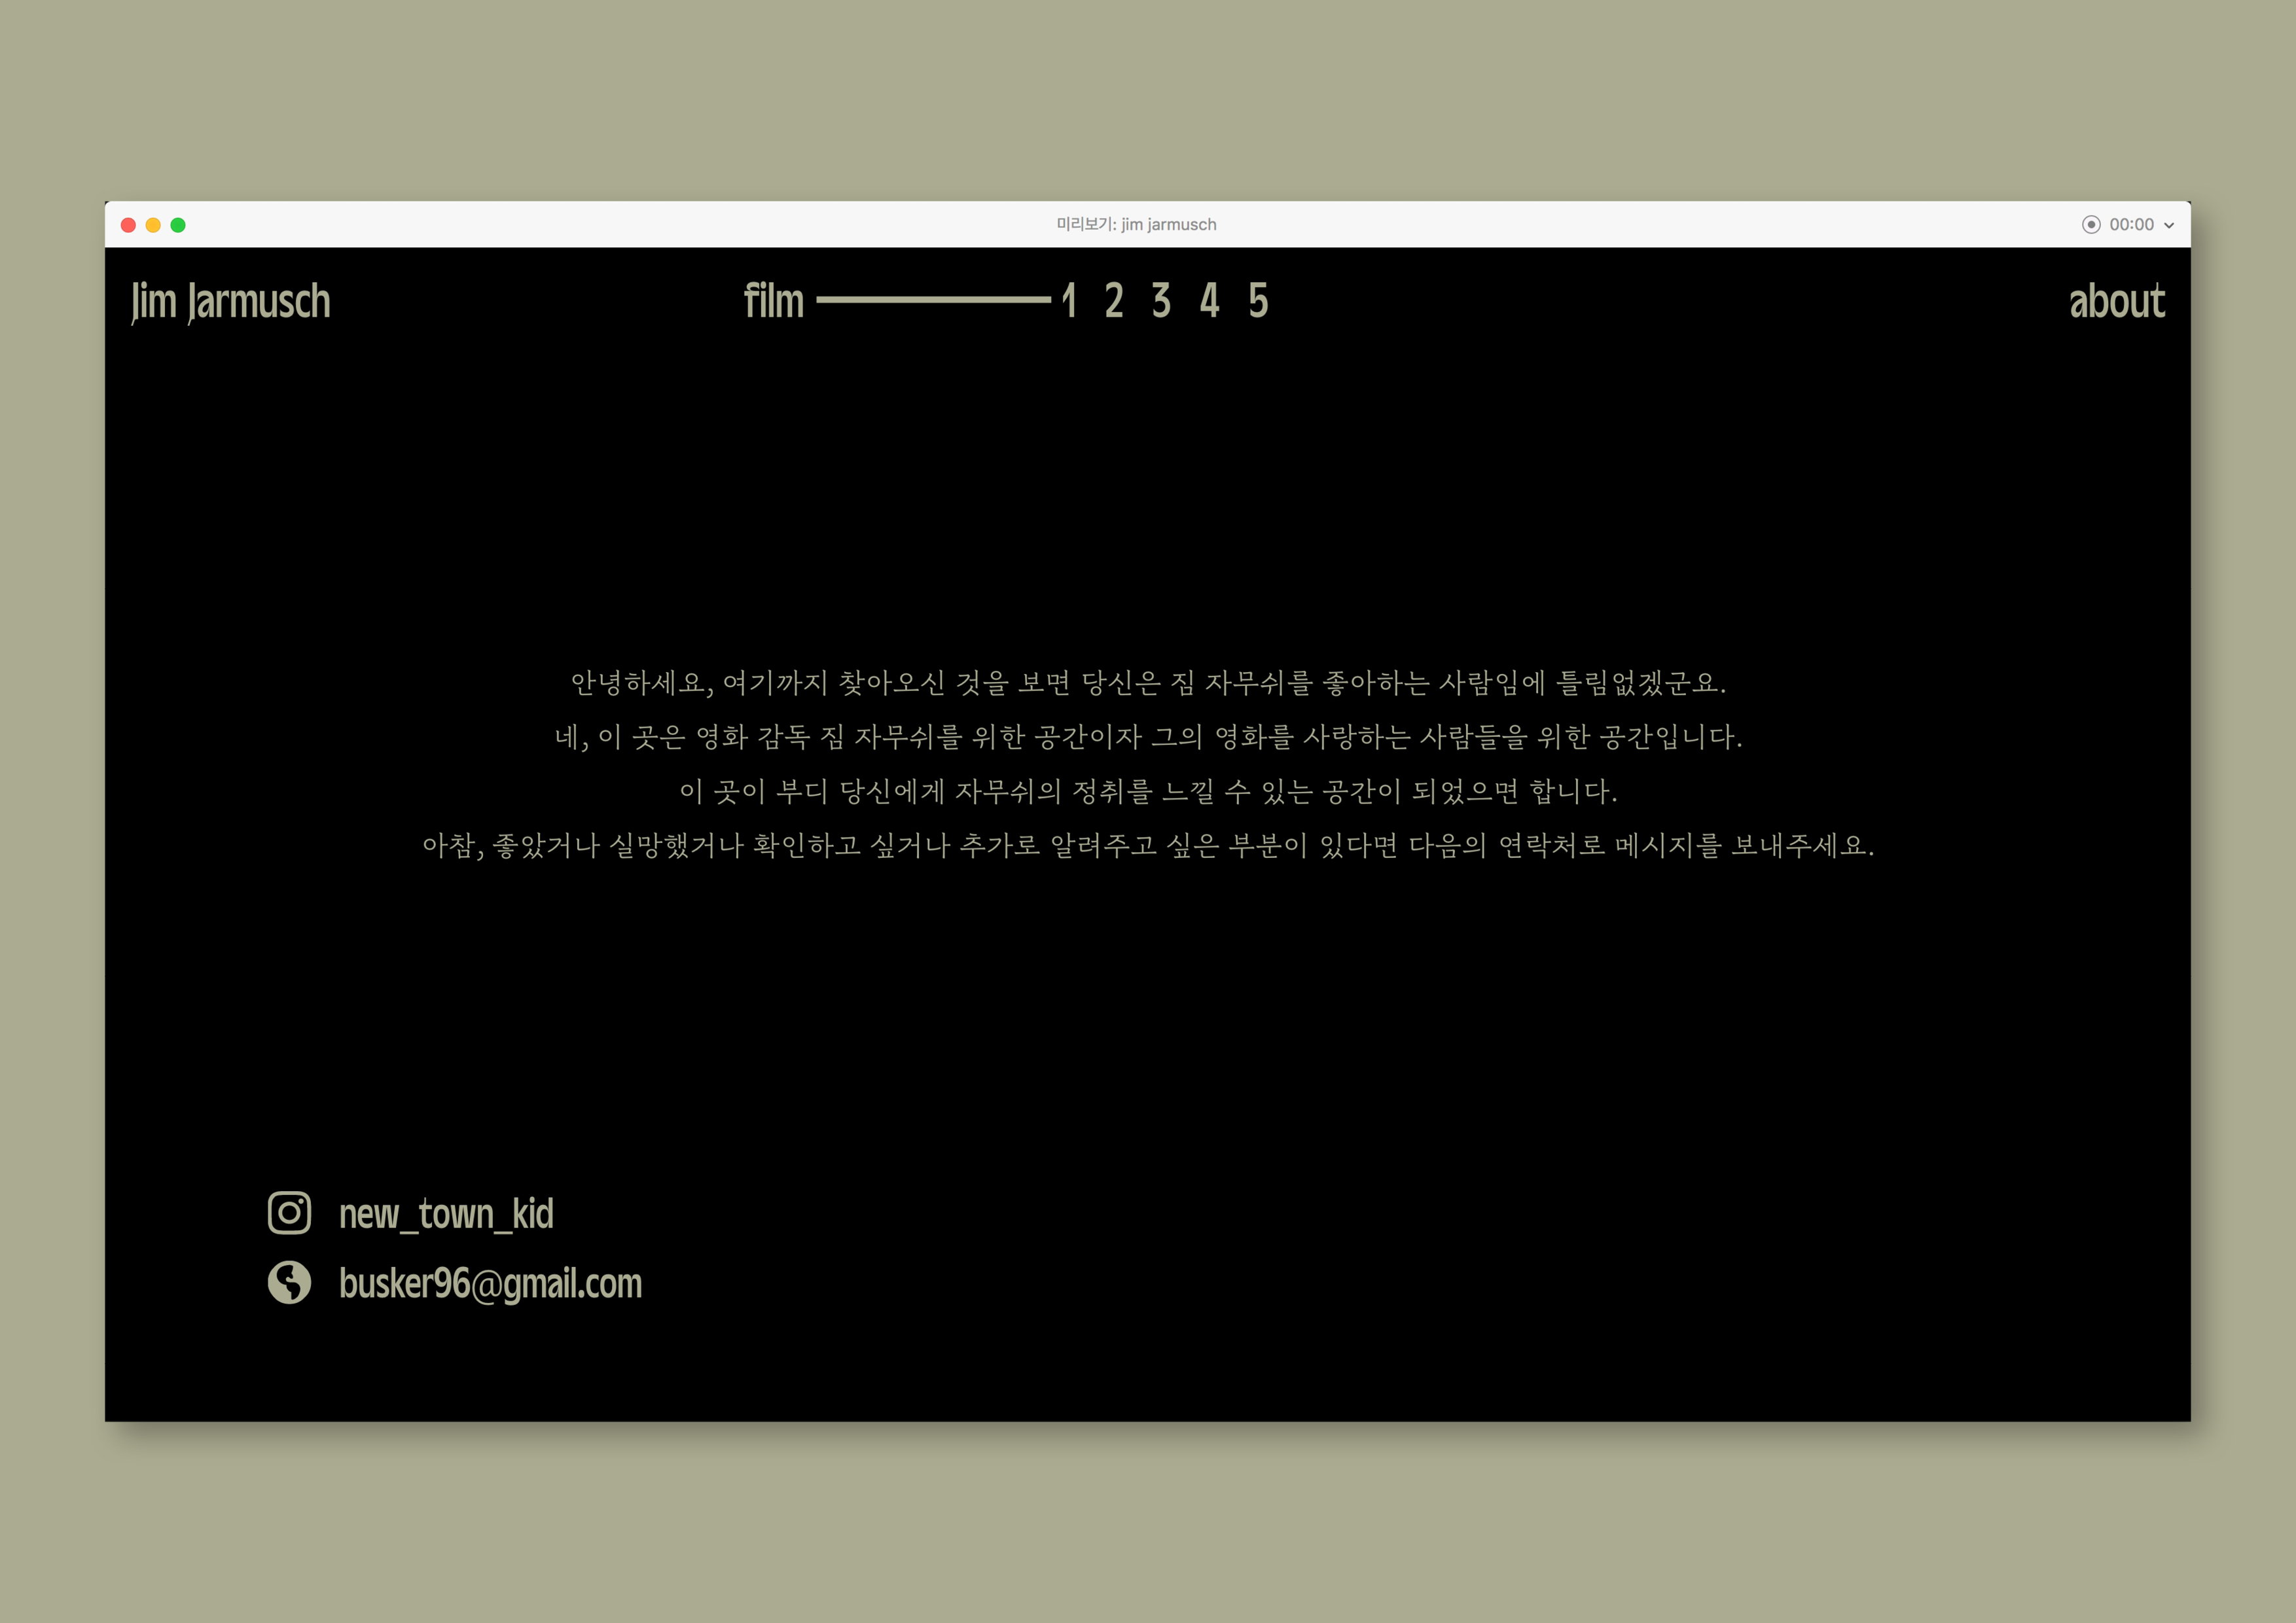 미리보기: jim jarmusch
00:00
Jim Jarmusch
film 1 2 3 4 5
about
안녕하세요, 여기까지 찾아오신 것을 보면 당신은 짐 자무쉬를 좋아하는 사람임에 틀림없겠군요.
네, 이 곳은 영화 감독 짐 자무쉬를 위한 공간이자 그의 영화를 사랑하는 사람들을 위한 공간입니다.
이 곳이 부디 당신에게 자무쉬의 정취를 느낄 수 있는 공간이 되었으면 합니다.
아참, 좋았거나 실망했거나 확인하고 싶거나 추가로 알려주고 싶은 부분이 있다면 다음의 연락처로 메시지를 보내주세요.
new_town_kid
busker96@gmail.com